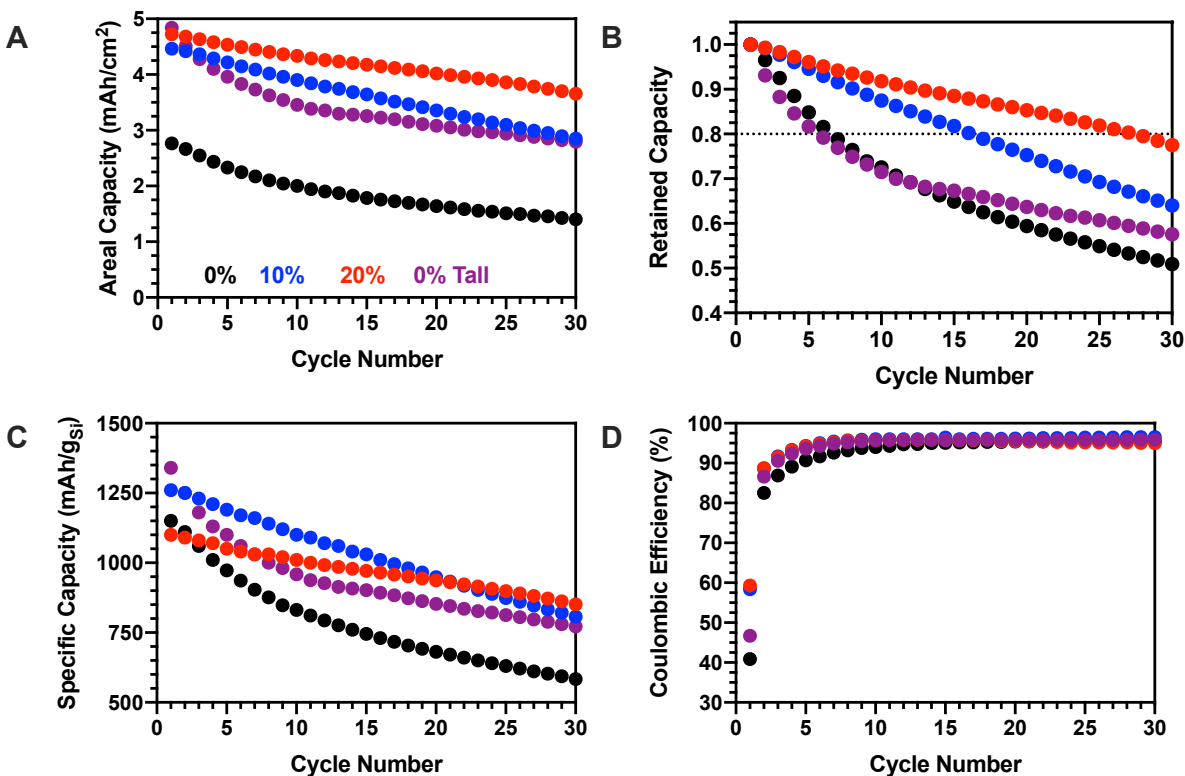 A
Areal Capacity (mAh/cm²)
5
4
3
2
1
0
0% 10% 20% 0% Tall
0 5 10 15 20 25 30
Cycle Number
B
Retained Capacity
1.0
0.9
0.8
0.7
0.6
0.5
0.4
0 5 10 15 20 25 30
Cycle Number
C
Specific Capacity (mAh/gSi)
1500
1250
1000
750
500
0 5 10 15 20 25 30
Cycle Number
D
Coulombic Efficiency (%)
100
90
80
70
60
50
40
30
0 5 10 15 20 25 30
Cycle Number